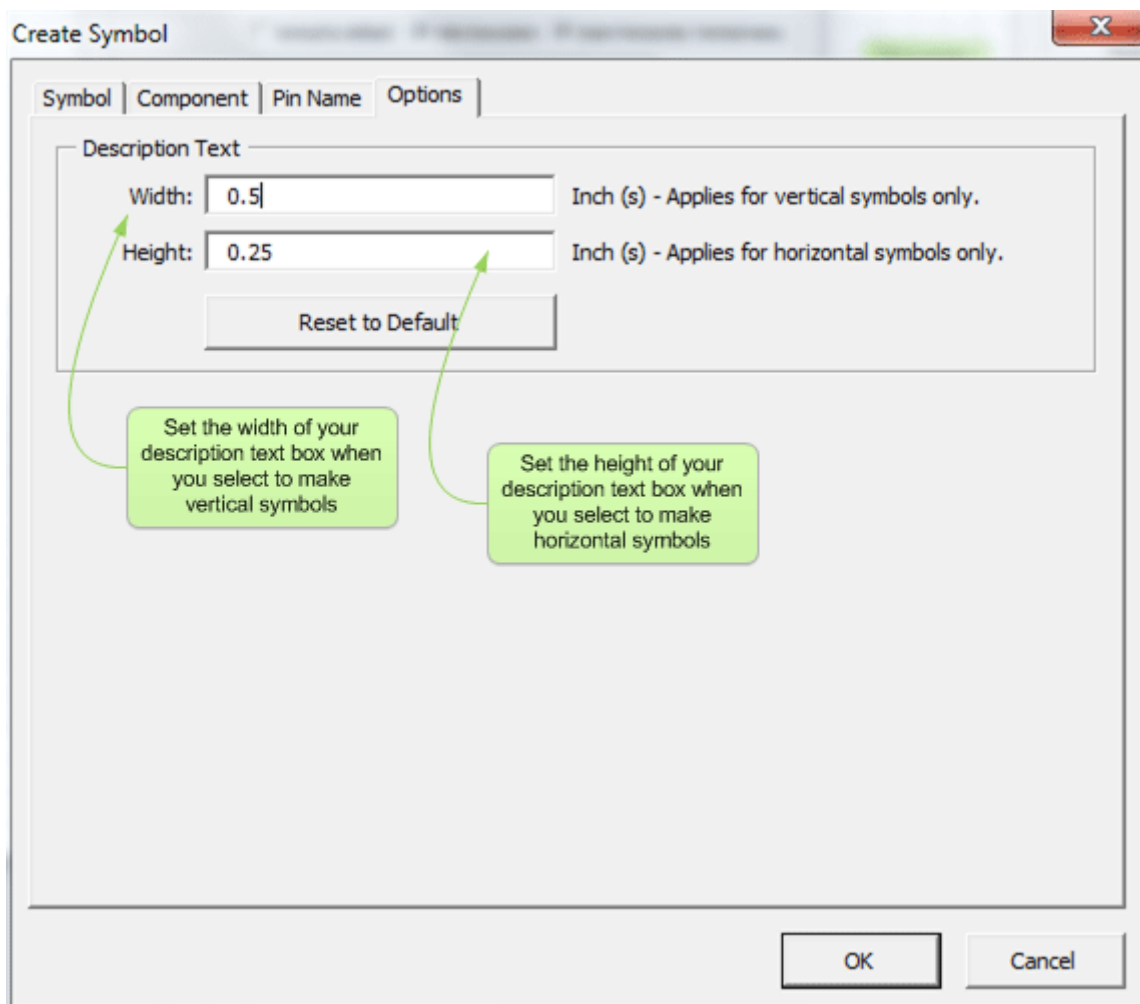 Create Symbol
X
Symbol Component Pin Name Options
Description Text
Width: 0.5 Inch (s) - Applies for vertical symbols only.
Height: 0.25 Inch (s) - Applies for horizontal symbols only.
Reset to Default
Set the width of your
description text box when
you select to make
vertical symbols
Set the height of your
description text box when
you select to make
horizontal symbols
OK Cancel